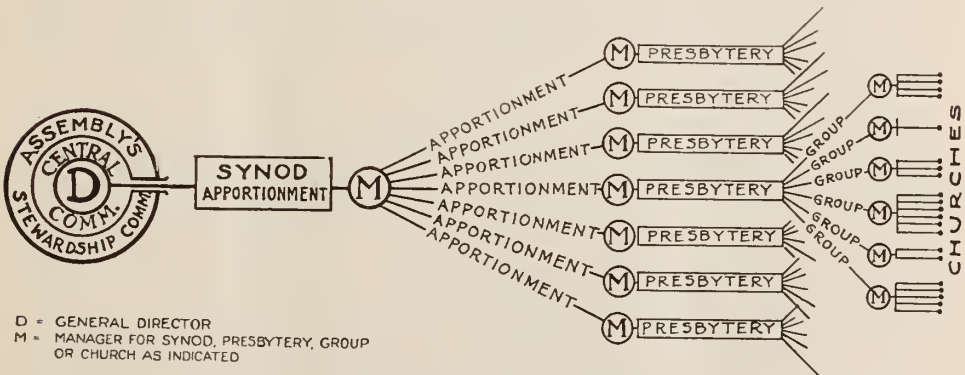 ASSEMBLY'S
CENTRAL
D
COMM.
STEWARDSHIP COMM.
SYNOD
APPORTIONMENT
M
APPORTIONMENT
M
PRESBYTERY
APPORTIONMENT
M
PRESBYTERY
APPORTIONMENT
M
PRESBYTERY
APPORTIONMENT
M
PRESBYTERY
APPORTIONMENT
M
PRESBYTERY
APPORTIONMENT
M
PRESBYTERY
APPORTIONMENT
M
PRESBYTERY
GROUP
M
GROUP
M
GROUP
M
GROUP
M
GROUP
M
GROUP
M
CHURCHES
D = GENERAL DIRECTOR
M = MANAGER FOR SYNOD, PRESBYTERY, GROUP
OR CHURCH AS INDICATED